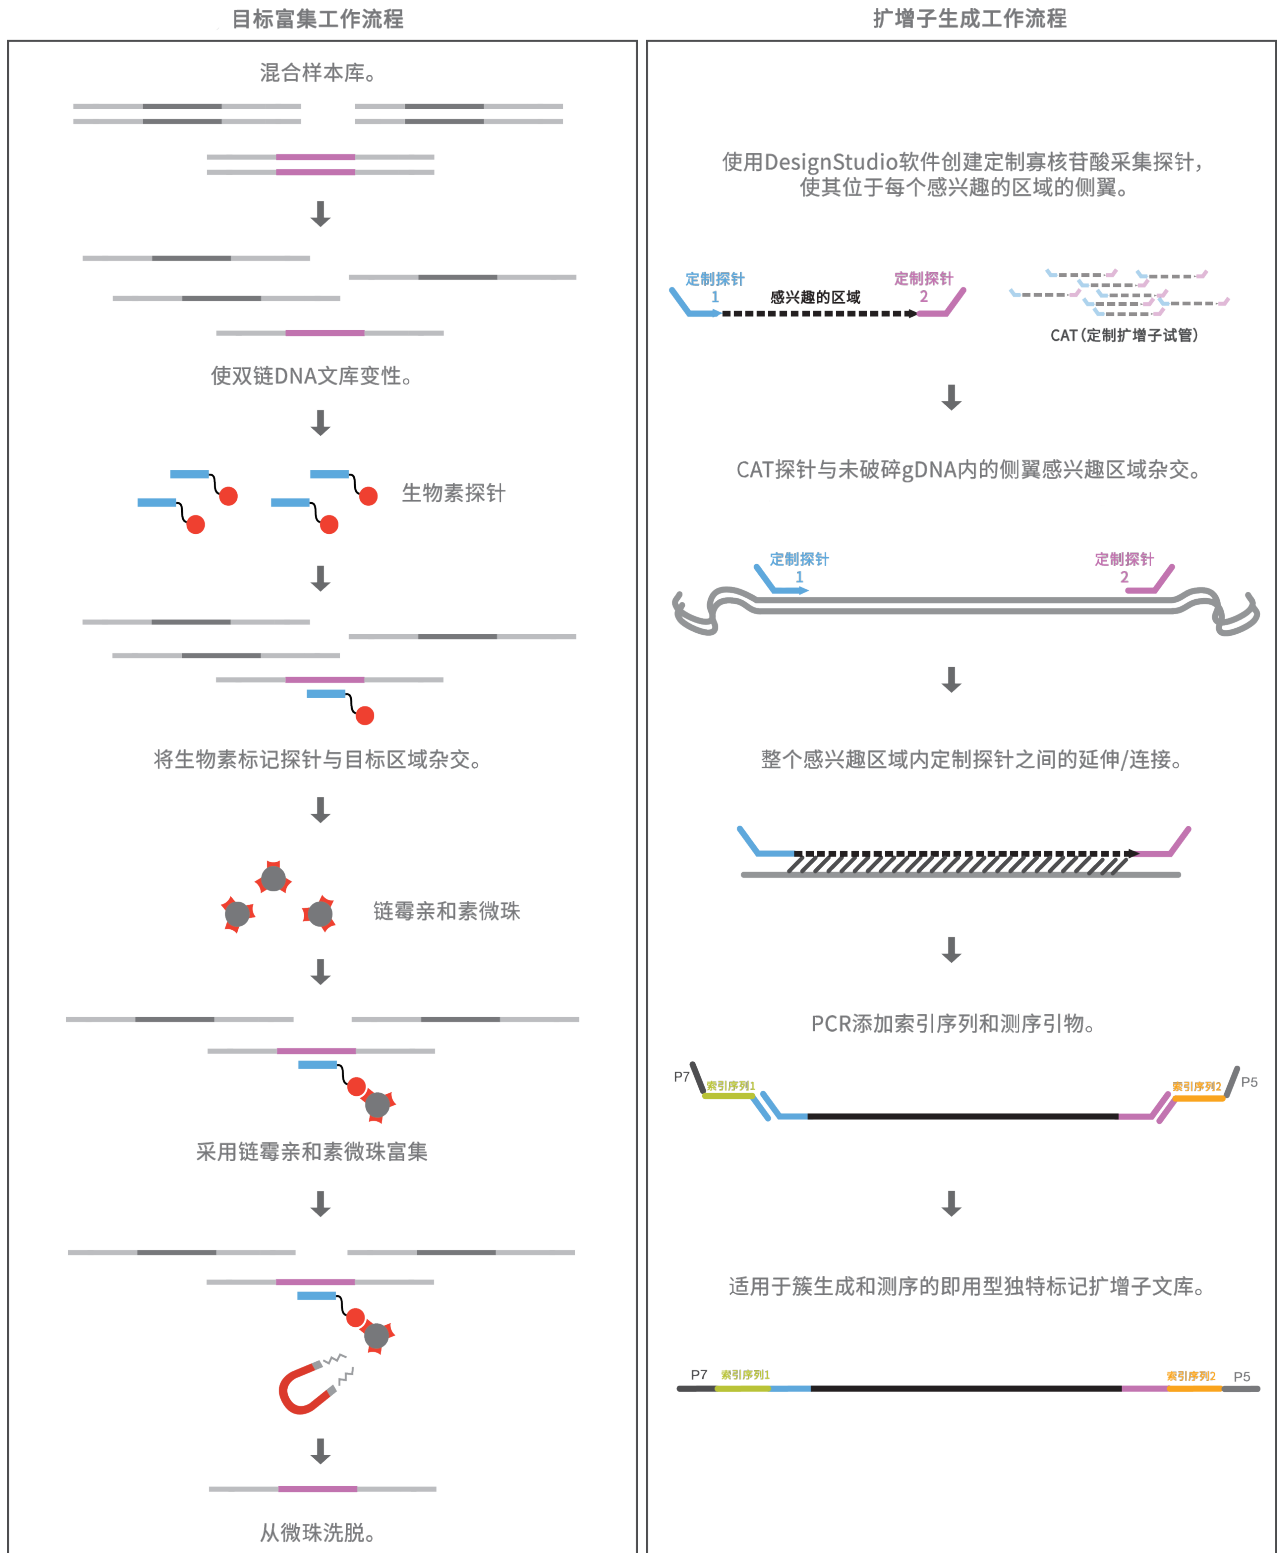 目标富集工作流程
混合样本库。
使双链DNA文库变性。
生物素探针
将生物素标记探针与目标区域杂交。
链霉亲和素微珠
采用链霉亲和素微珠富集
从微珠洗脱。
扩增子生成工作流程
使用DesignStudio软件创建定制寡核苷酸采集探针，
使其位于每个感兴趣的区域的侧翼。
定制探针
1
感兴趣的区域
定制探针
2
CAT（定制扩增子试管）
CAT探针与未破碎gDNA内的侧翼感兴趣区域杂交。
定制探针
1
定制探针
2
整个感兴趣区域内定制探针之间的延伸/连接。
PCR添加索引序列和测序引物。
P7
索引序列1
索引序列2
P5
适用于簇生成和测序的即用型独特标记扩增子文库。
P7
索引序列1
索引序列2
P5